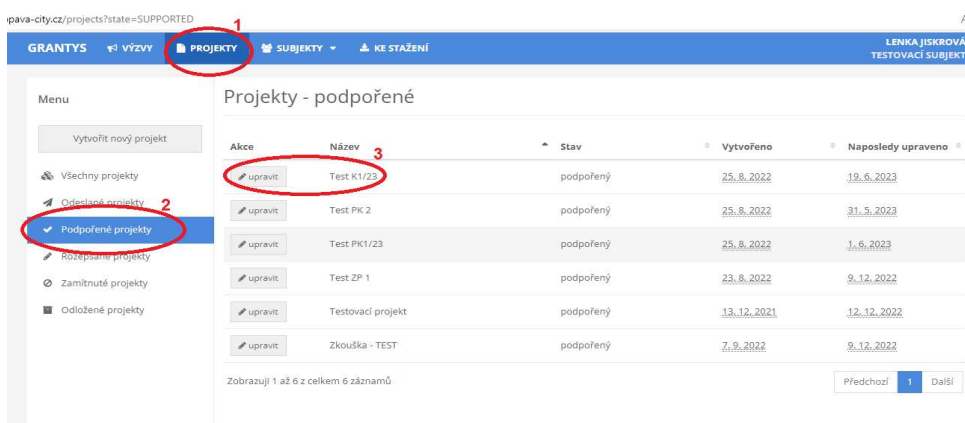 pava-city.cz/projects?state=SUPPORTED
1
GRANTYS VÝZVY PROJEKTY SUBJEKTY KE STAŽENÍ LENKA JISKROVÁ
TESTOVACÍ SUBJEKT
Menu
Projekty - podpořené
Vytvořit nový projekt
Akce Název 3 Stav Vytvořeno Naposledy upraveno
Všechny projekty
upravit Test K1/23 podpořený 25. 8. 2022 19. 6. 2023
Odeslané projekty 2
Podpořené projekty
upravit Test PK 2 podpořený 25. 8. 2022 31. 5. 2023
Rozepsané projekty
upravit Test PK1/23 podpořený 25. 8. 2022 1. 6. 2023
Zamítnuté projekty
upravit Test ZP 1 podpořený 23. 8. 2022 9. 12. 2022
Odložené projekty
upravit Testovací projekt podpořený 13. 12. 2021 12. 12. 2022
upravit Zkouška - TEST podpořený 7. 9. 2022 9. 12. 2022
Zobrazuji 1 až 6 z celkem 6 záznamů
Předchozí 1 Další